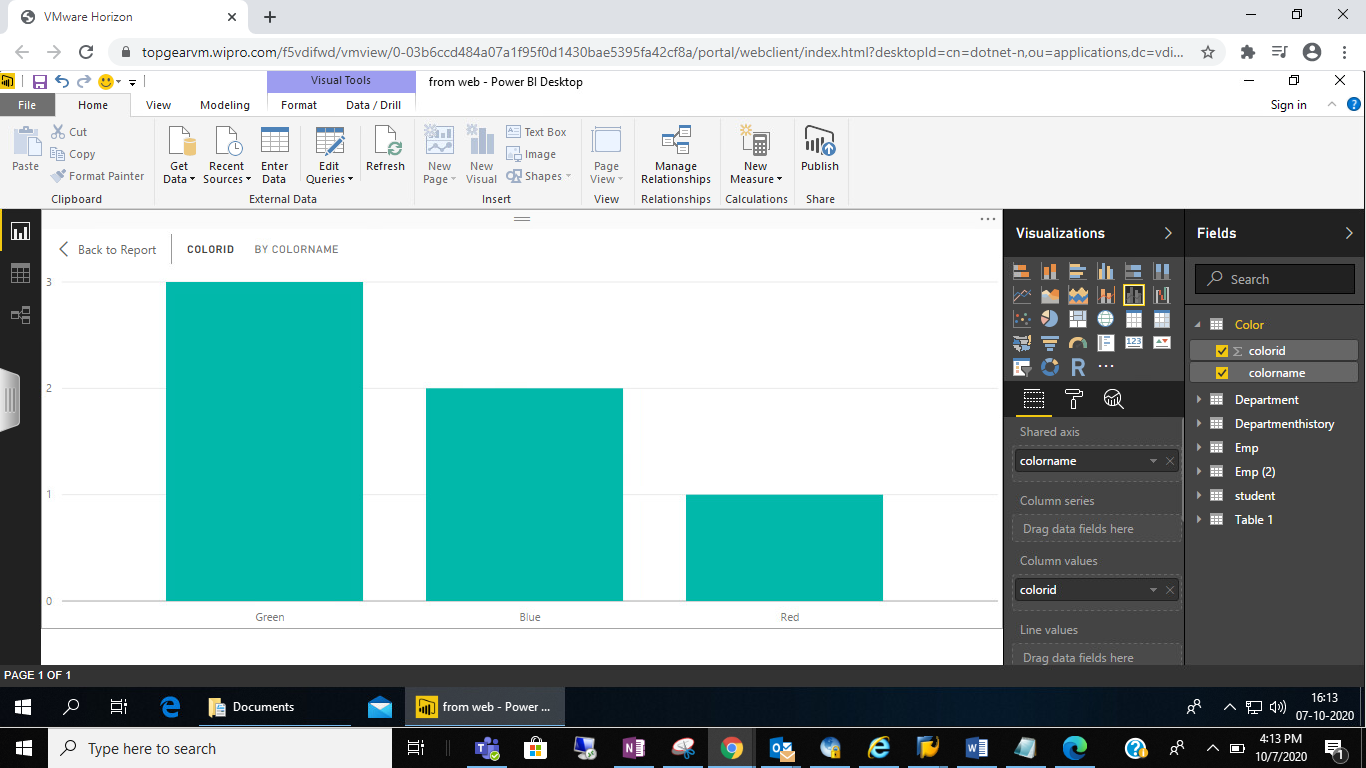 VMware Horizon
topgearvm.wipro.com/f5vdifwd/vmview/0-03b6ccd484a07a1f95f0d1430bae5395fa42cf8a/portal/webclient/index.html?desktopId=cn=dotnet-n,ou=applications,dc=vdi...
Visual Tools
from web - Power BI Desktop
File Home View Modeling Format Data / Drill Sign in
Paste
Cut
Copy
Format Painter
Clipboard
Get Data
Recent Sources
Enter Data
Edit Queries
Refresh
External Data
New Page
New Visual
Text Box
Image
Shapes
Insert
Page View
View
Manage Relationships
Relationships
New Measure
Calculations
Publish
Share
Back to Report COLORID BY COLORNAME
3
2
1
0
Green Blue Red
Visualizations
R
123
Shared axis
colorname
Column series
Drag data fields here
Column values
colorid
Line values
Drag data fields here
Fields
Search
Color
Σ colorid
colorname
Department
Departmenthistory
Emp
Emp (2)
student
Table 1
PAGE 1 OF 1
Documents
from web - Power ...
16:13
07-10-2020
Type here to search
4:13 PM
10/7/2020
1